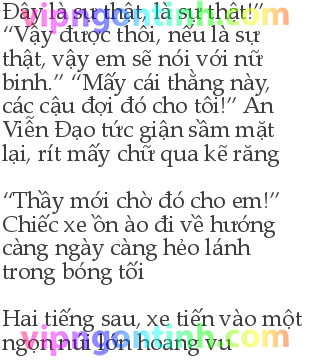 Đây là sự thật, là sự thật!”
“Vậy được thôi, nếu là sự
thật, vậy em sẽ nói với nữ
binh.” “Mấy cái thằng này,
các cậu đợi đó cho tôi!” An
Viễn Đạo tức giận sầm mặt
lại, rít mấy chữ qua kẽ răng
“Thầy mới chờ đó cho em!”
Chiếc xe ồn ào đi về hướng
càng ngày càng hẻo lánh
trong bóng tối
Hai tiếng sau, xe tiến vào một
ngọn núi lớn hoang vu
vipngontinh.com
vipngontinh.com